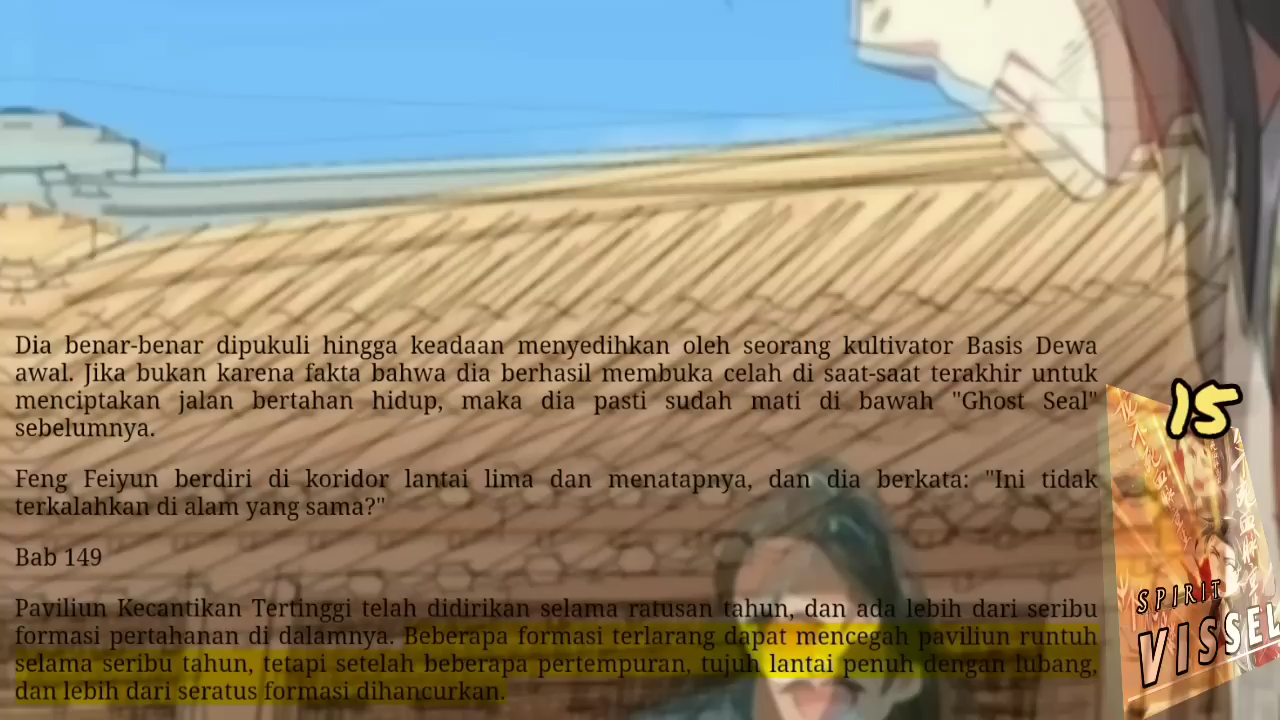 Dia benar-benar dipukuli hingga keadaan menyedihkan oleh seorang kultivator Basis Dewa
awal. Jika bukan karena fakta bahwa dia berhasil membuka celah di saat-saat terakhir untuk
menciptakan jalan bertahan hidup, maka dia pasti sudah mati di bawah "Ghost Seal"
sebelumnya.
Feng Feiyun berdiri di koridor lantai lima dan menatapnya, dan dia berkata: "Ini tidak
terkalahkan di alam yang sama?"
Bab 149
Paviliun Kecantikan Tertinggi telah didirikan selama ratusan tahun, dan ada lebih dari seribu
formasi pertahanan di dalamnya. Beberapa formasi terlarang dapat mencegah paviliun runtuh
selama seribu tahun, tetapi setelah beberapa pertempuran, tujuh lantai penuh dengan lubang,
dan lebih dari seratus formasi dihancurkan.
15
SPIRIT
VISSEL